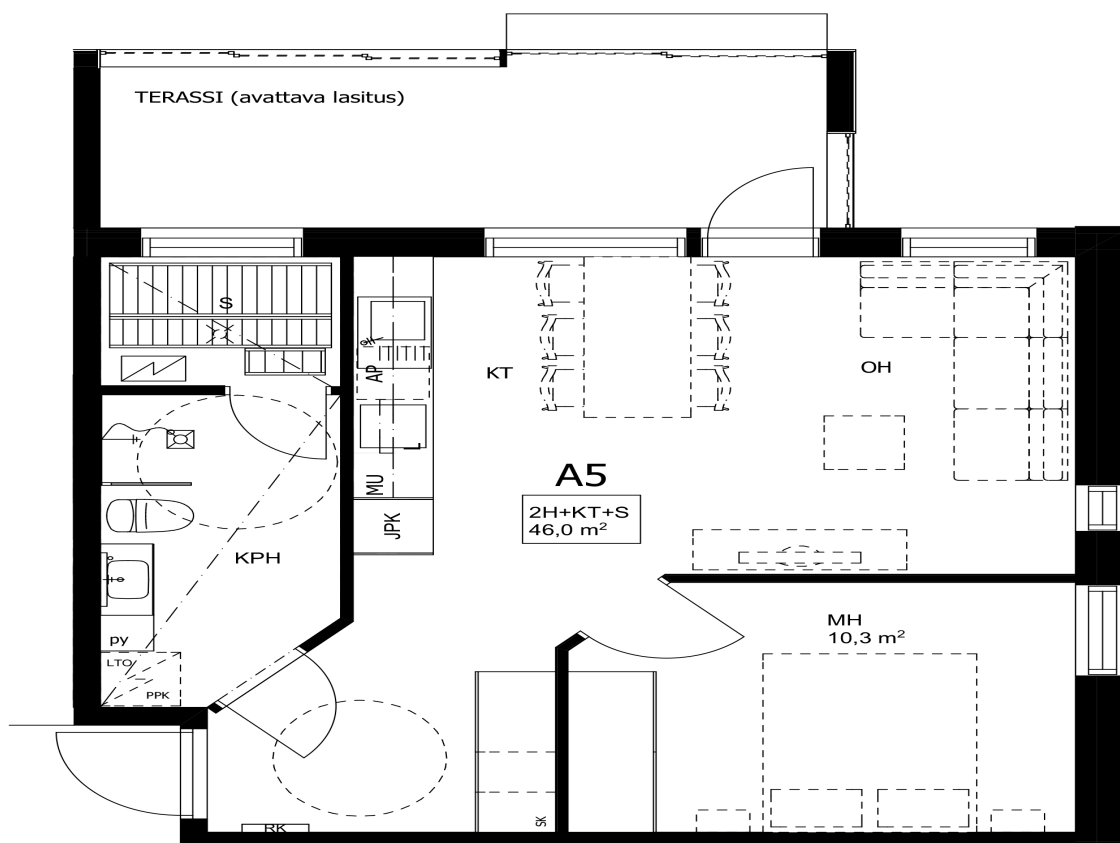 TERASSI (avattava lasitus)
S
AP
KT
OH
A5
2H+KT+S
46,0 m²
MU
L
JPK
KPH
MH
10,3 m²
PY
LTO
PPK
SK
RK